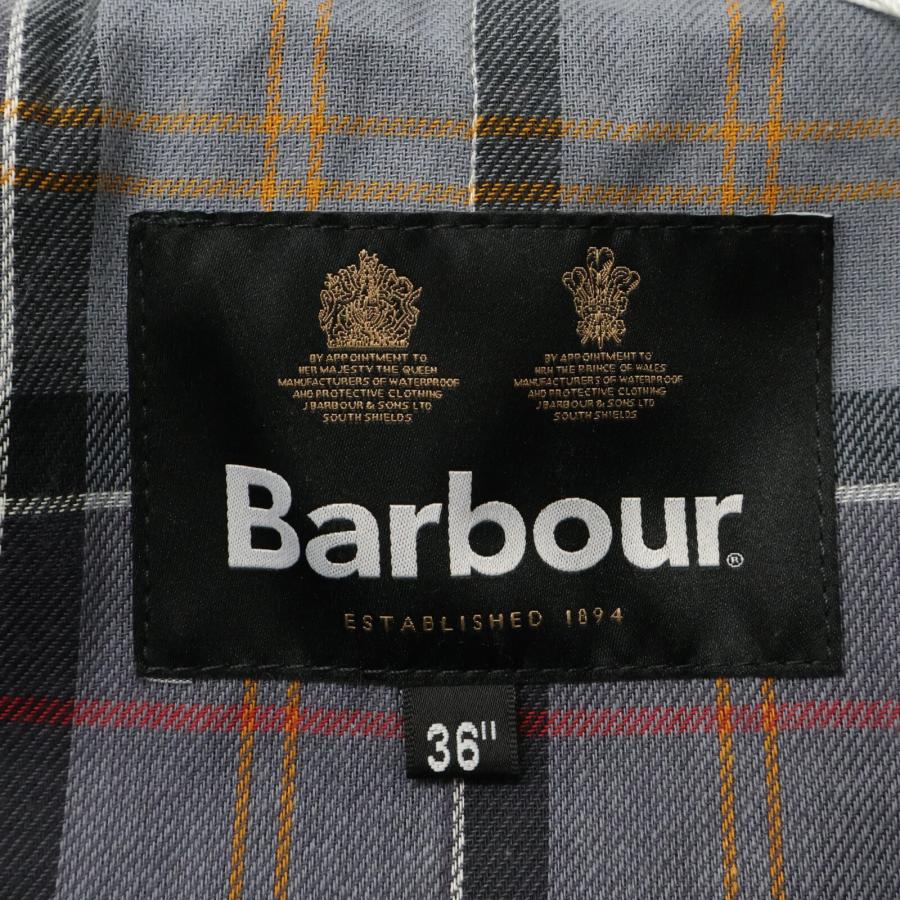 BY APPOINTMENT TO
HER MAJESTY THE QUEEN
MANUFACTURERS OF WATERPROOF
AND PROTECTIVE CLOTHING
J BARBOUR & SONS LTD
SOUTH SHIELDS
BY APPOINTMENT TO
HRH THE PRINCE OF WALES
MANUFACTURERS OF WATERPROOF
AND PROTECTIVE CLOTHING
J BARBOUR & SONS LTD
SOUTH SHIELDS
Barbour®
ESTABLISHED 1894
36"